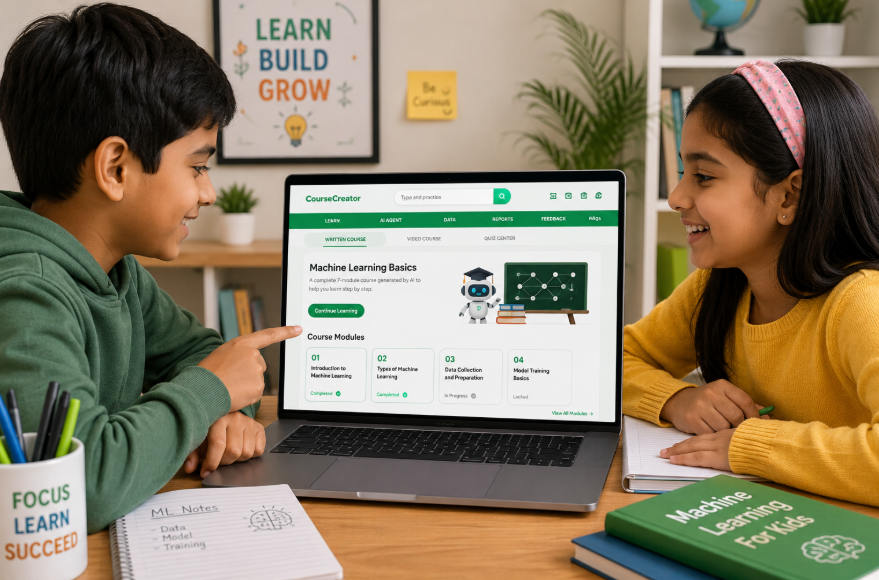 LEARN
BUILD
GROW
Be
Curious
CourseCreator
Type and practice
LEARN
AI AGENT
DATA
REPORTS
FEEDBACK
WRITTEN COURSE
VIDEO COURSE
QUIZ CENTER
Machine Learning Basics
A complete 7-module course generated by AI to
help you learn step by step.
Continue Learning
Course Modules
01
Introduction to
Machine Learning
Completed
02
Types of Machine
Learning
Completed
03
Data Collection
and Preparation
In Progress
04
Model Training
Basics
Locked
View All Modules →
FOCUS
LEARN
SUCCEED
ML Notes
- Data
- Model
- Training
Machine
Learning
For Kids